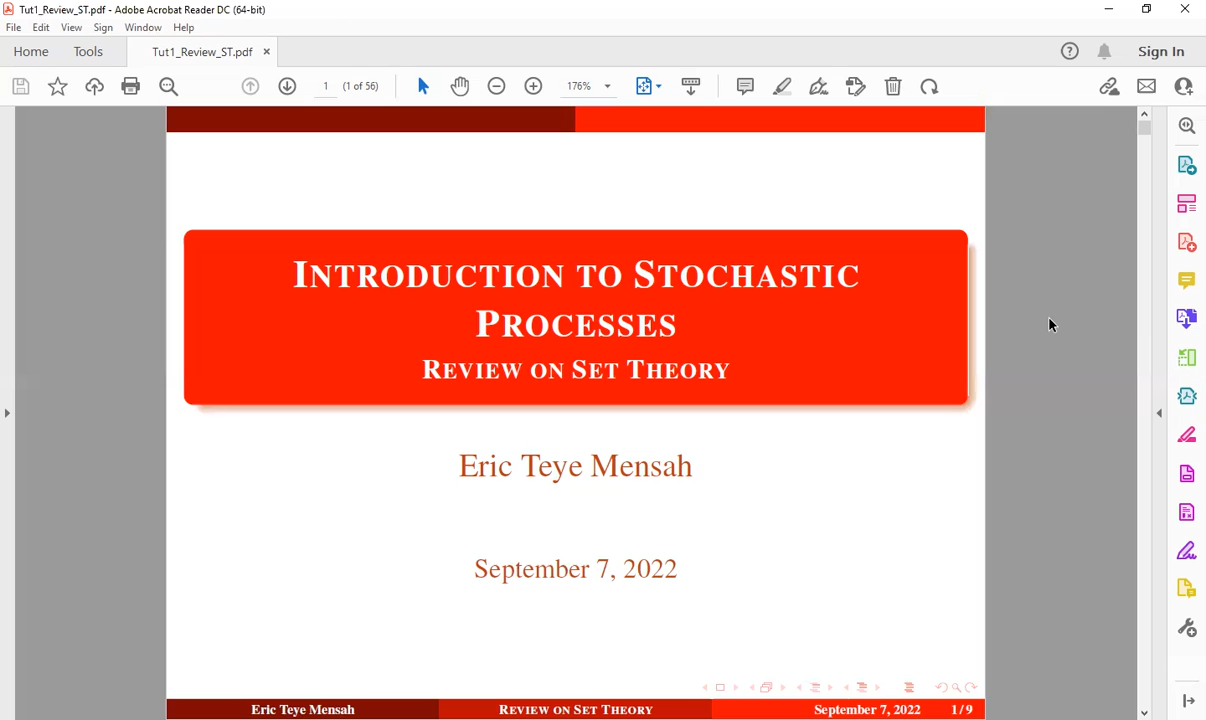 Tut1_Review_ST.pdf - Adobe Acrobat Reader DC (64-bit)
File Edit View Sign Window Help
Home Tools Tut1_Review_ST.pdf × Sign In
1 (1 of 56) 176%
INTRODUCTION TO STOCHASTIC
PROCESSES
REVIEW ON SET THEORY
Eric Teye Mensah
September 7, 2022
Eric Teye Mensah REVIEW ON SET THEORY September 7, 2022 1 / 9